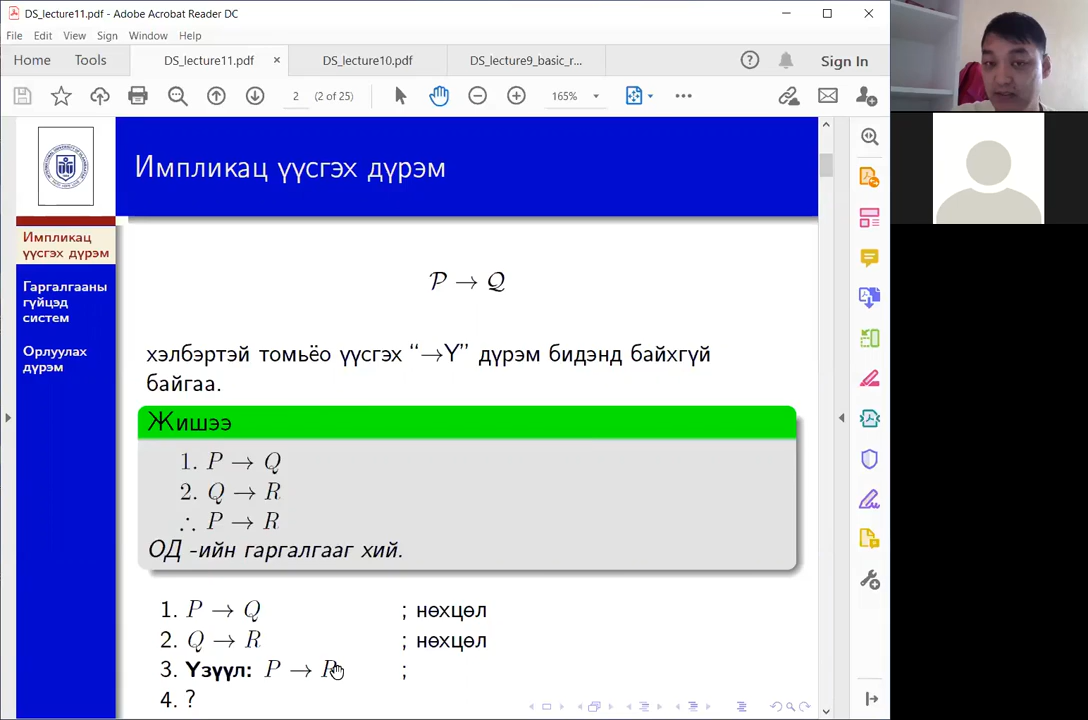 DS_lecture11.pdf - Adobe Acrobat Reader DC
File Edit View Sign Window Help
Home Tools DS_lecture11.pdf × DS_lecture10.pdf DS_lecture9_basic_r... Sign In
2 (2 of 25) 165%
Импликац үүсгэх дүрэм
Импликац
үүсгэх дүрэм
Гаргалгааны
гүйцэд
систем
Орлуулах
дүрэм
𝒫 → 𝒬
хэлбэртэй томьёо үүсгэх “→Ү” дүрэм бидэнд байхгүй
байгаа.
Жишээ
1. P → Q
2. Q → R
∴ P → R
ОД -ийн гаргалгааг хий.
1. P → Q ; нөхцөл
2. Q → R ; нөхцөл
3. Үзүүл: P → R ;
4. ?